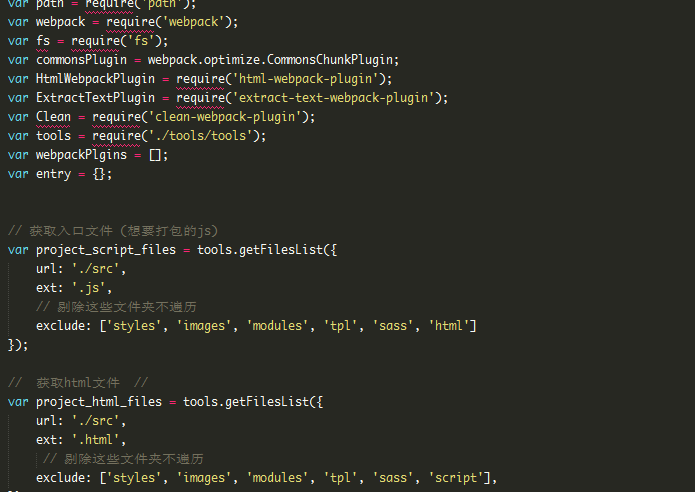 var path = require('path');
var webpack = require('webpack');
var fs = require('fs');
var commonsPlugin = webpack.optimize.CommonsChunkPlugin;
var HtmlWebpackPlugin = require('html-webpack-plugin');
var ExtractTextPlugin = require('extract-text-webpack-plugin');
var Clean = require('clean-webpack-plugin');
var tools = require('./tools/tools');
var webpackPlgins = [];
var entry = {};
// 获取入口文件 (想要打包的js)
var project_script_files = tools.getFilesList({
    url: './src',
    ext: '.js',
    // 剔除这些文件夹不遍历
    exclude: ['styles', 'images', 'modules', 'tpl', 'sass', 'html']
});
//  获取html文件  //
var project_html_files = tools.getFilesList({
    url: './src',
    ext: '.html',
     // 剔除这些文件夹不遍历
    exclude: ['styles', 'images', 'modules', 'tpl', 'sass', 'script'],